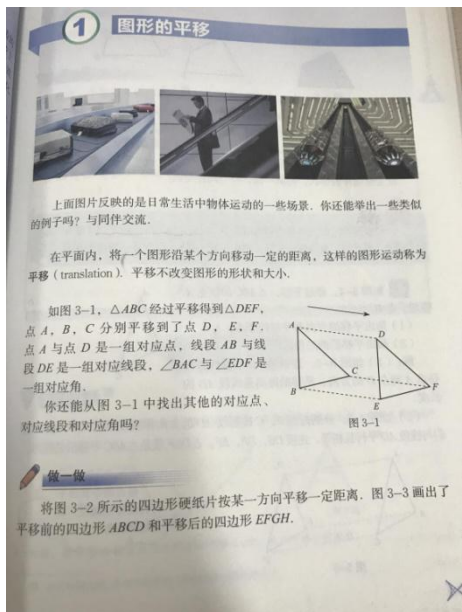 1 图形的平移
上面图片反映的是日常生活中物体运动的一些场景. 你还能举出一些类似
的例子吗？与同伴交流.
在平面内，将一个图形沿某个方向移动一定的距离，这样的图形运动称为
平移 (translation). 平移不改变图形的形状和大小.
如图 3-1，△ABC 经过平移得到△DEF，
点 A，B，C 分别平移到了点 D，E，F.
点 A 与点 D 是一组对应点，线段 AB 与线
段 DE 是一组对应线段，∠BAC 与 ∠EDF 是
一组对应角.
你还能从图 3-1 中找出其他的对应点、
对应线段和对应角吗？
A
D
C
B
F
E
图 3-1
做一做
将图 3-2 所示的四边形硬纸片按某一方向平移一定距离. 图 3-3 画出了
平移前的四边形 ABCD 和平移后的四边形 EFGH.